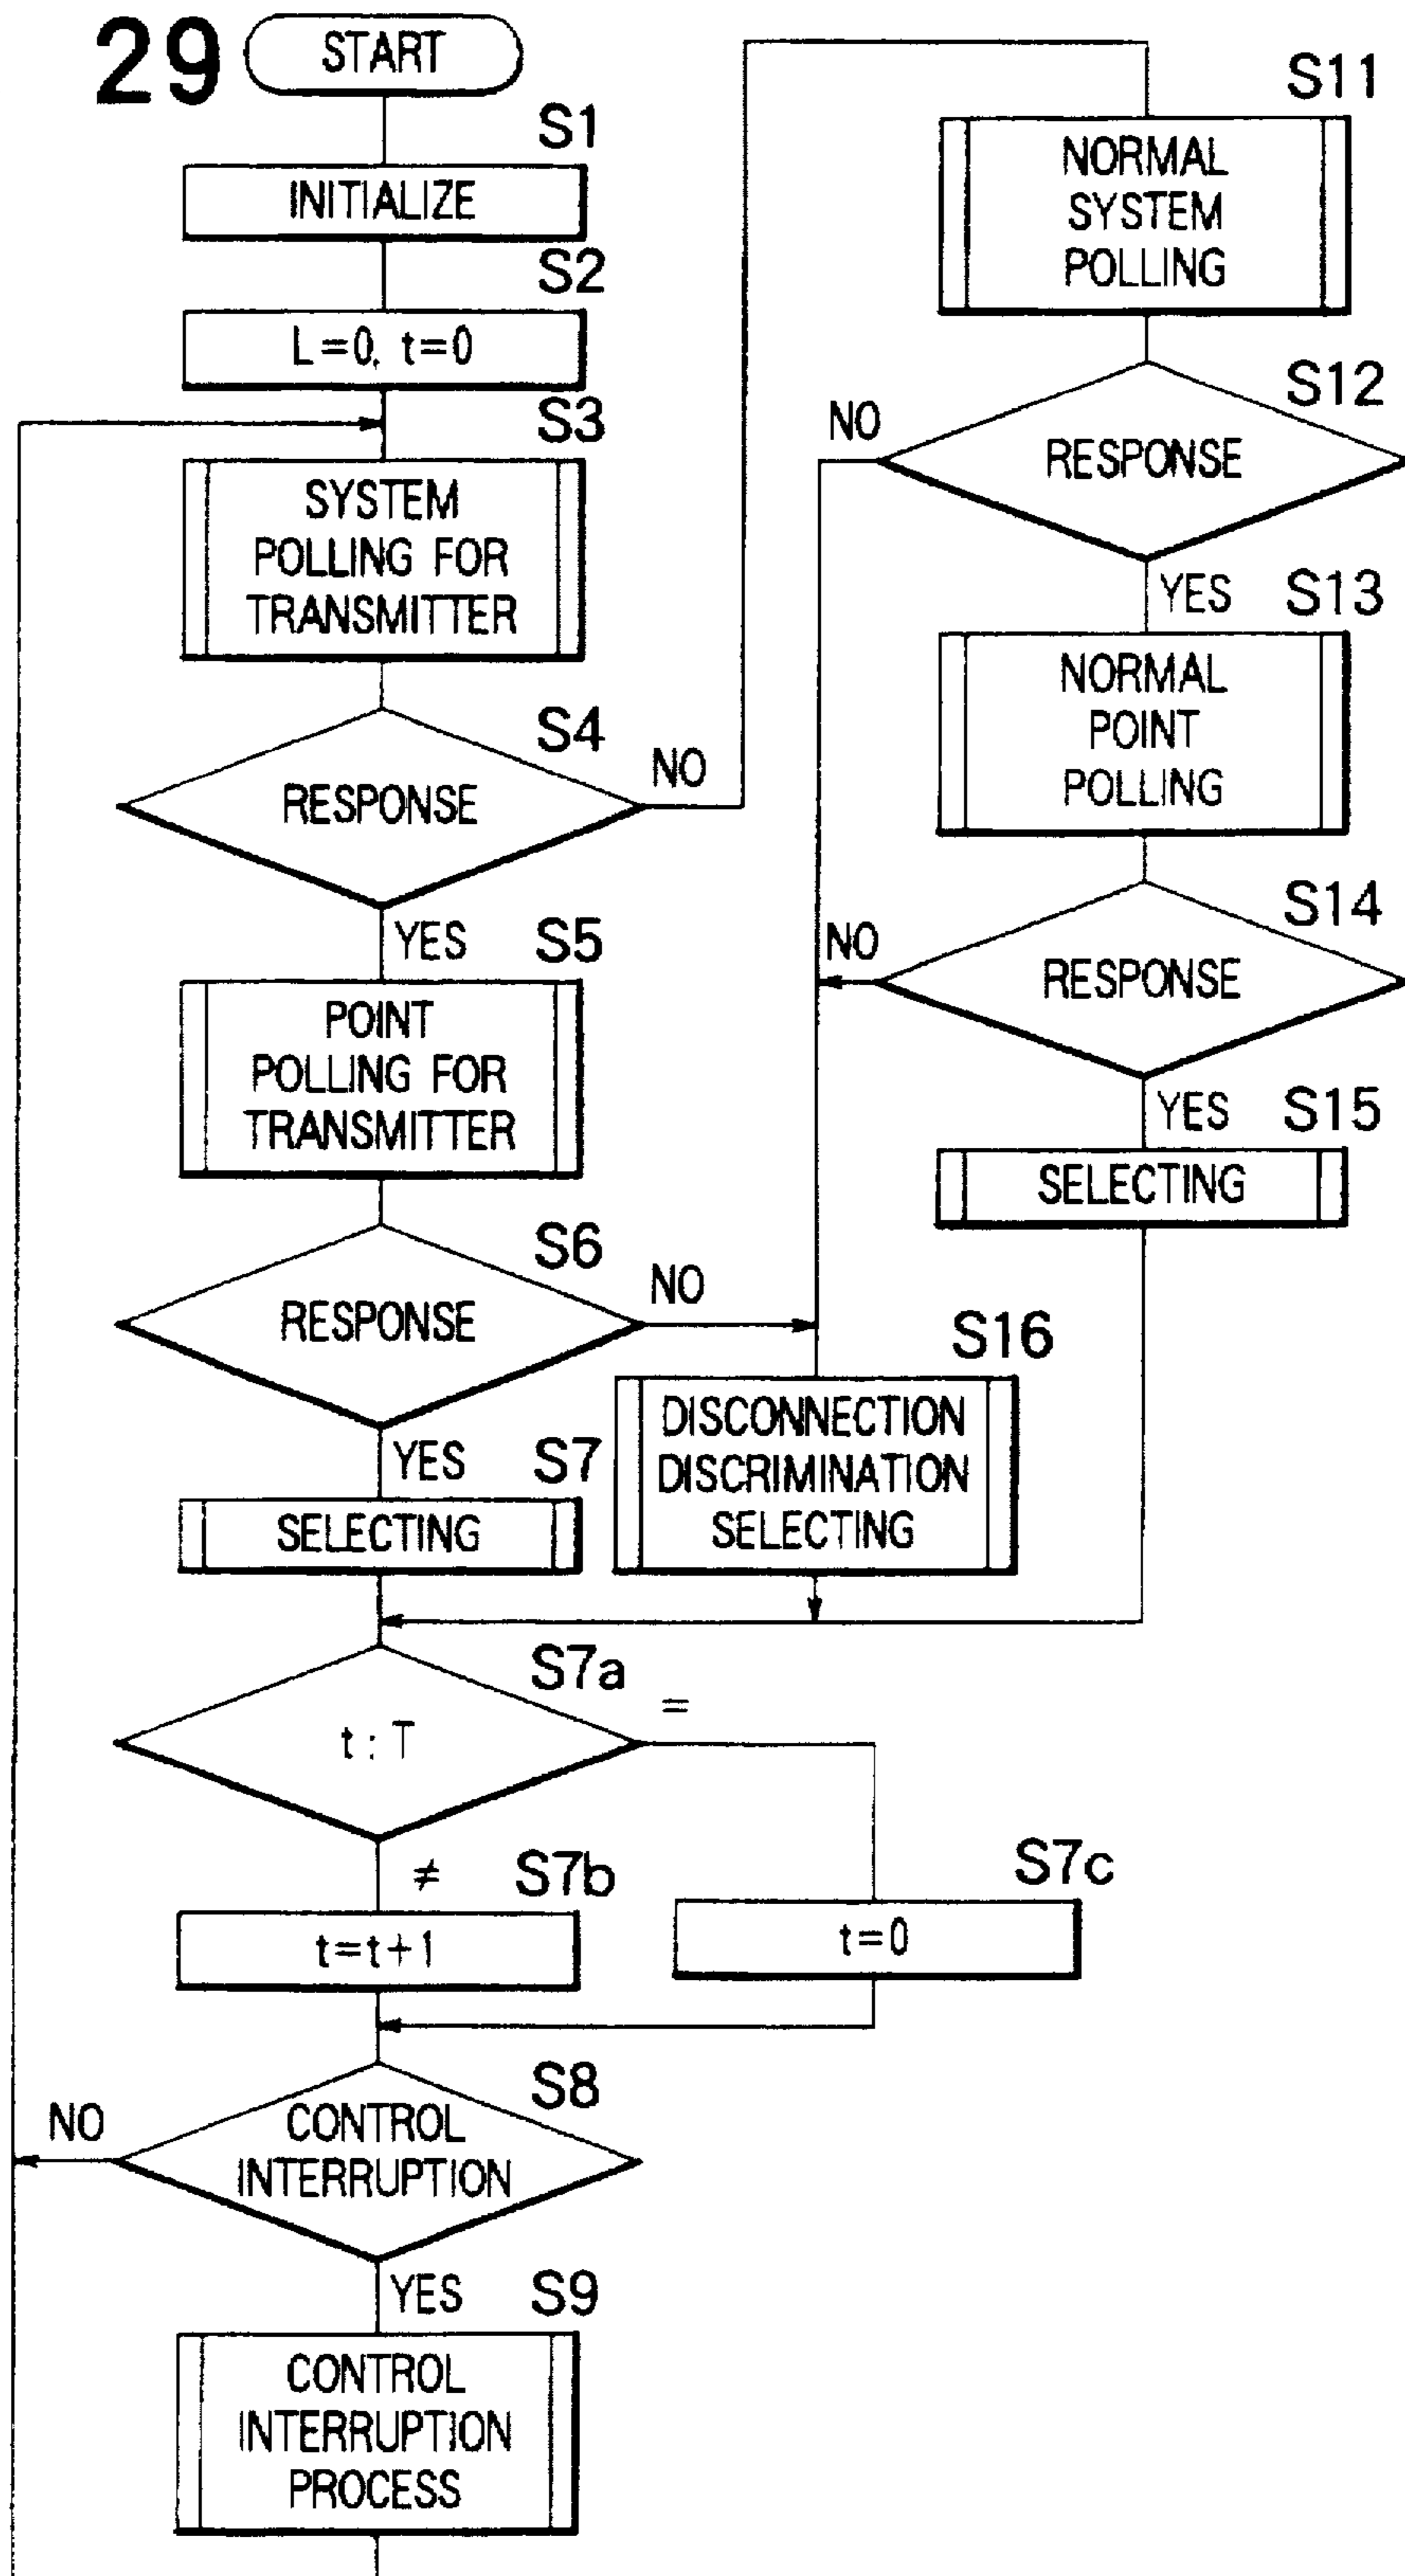 29
START
S1
INITIALIZE
S2
L=0, t=0
S3
SYSTEM
POLLING FOR
TRANSMITTER
S4
RESPONSE
NO
YES
S5
POINT
POLLING FOR
TRANSMITTER
S6
RESPONSE
NO
YES
S7
SELECTING
S7a
t : T
=
≠
S7b
t=t+1
S7c
t=0
S8
CONTROL
INTERRUPTION
NO
YES
S9
CONTROL
INTERRUPTION
PROCESS
S11
NORMAL
SYSTEM
POLLING
S12
RESPONSE
NO
YES
S13
NORMAL
POINT
POLLING
S14
RESPONSE
NO
YES
S15
SELECTING
S16
DISCONNECTION
DISCRIMINATION
SELECTING